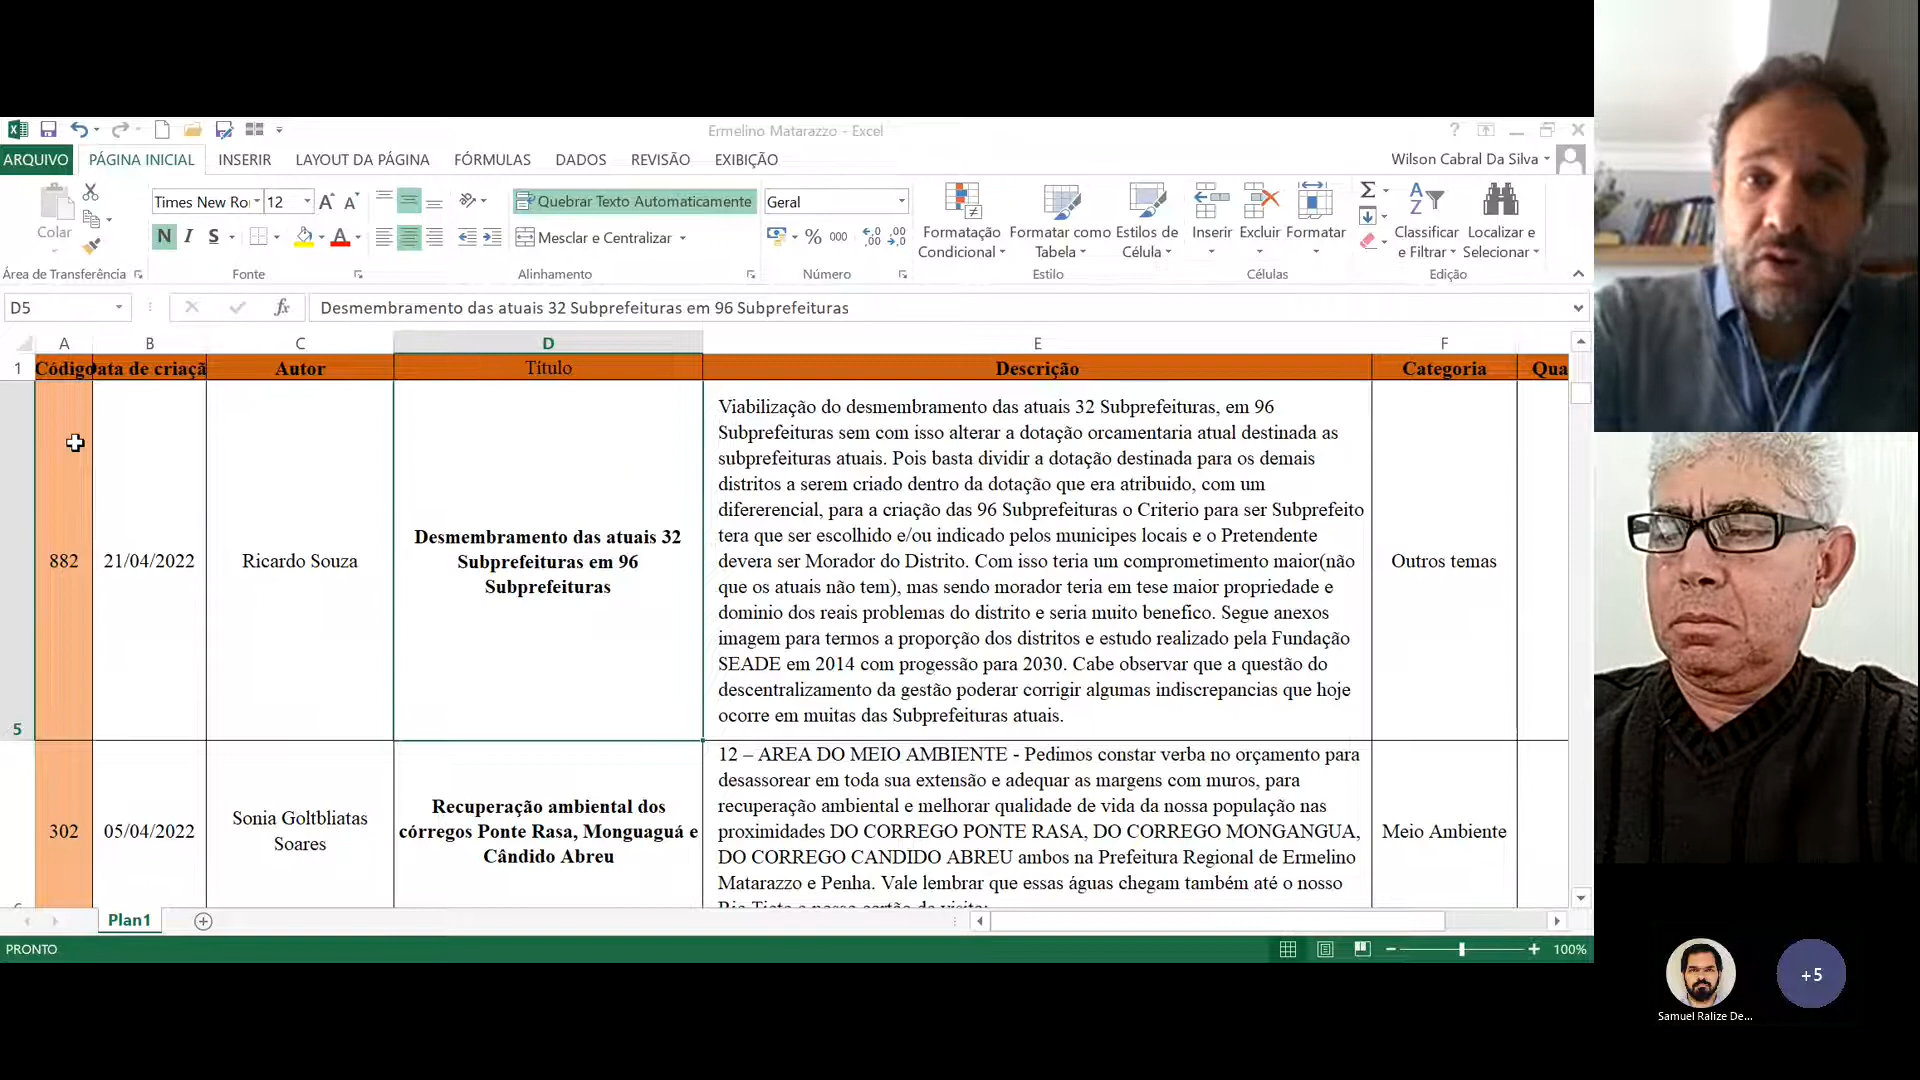 Ermelino Matarazzo - Excel
ARQUIVO PÁGINA INICIAL INSERIR LAYOUT DA PÁGINA FÓRMULAS DADOS REVISÃO EXIBIÇÃO Wilson Cabral Da Silva
Times New Ro 12 Quebrar Texto Automaticamente Geral
Colar
N I S Mesclar e Centralizar % 000
Formatação Condicional
Formatar como Tabela
Estilos de Célula
Inserir Excluir Formatar
Classificar e Filtrar
Localizar e Selecionar
Área de Transferência Fonte Alinhamento Número Estilo Células Edição
D5 fx Desmembramento das atuais 32 Subprefeituras em 96 Subprefeituras
A B C D E F
1 Código ata de criaçã Autor Título Descrição Categoria Qua
5
882
21/04/2022
Ricardo Souza
Desmembramento das atuais 32
Subprefeituras em 96
Subprefeituras
Viabilização do desmembramento das atuais 32 Subprefeituras, em 96
Subprefeituras sem com isso alterar a dotação orcamentaria atual destinada as
subprefeituras atuais. Pois basta dividir a dotação destinada para os demais
distritos a serem criado dentro da dotação que era atribuido, com um
difererencial, para a criação das 96 Subprefeituras o Criterio para ser Subprefeito
tera que ser escolhido e/ou indicado pelos municipes locais e o Pretendente
devera ser Morador do Distrito. Com isso teria um comprometimento maior(não
que os atuais não tem), mas sendo morador teria em tese maior propriedade e
dominio dos reais problemas do distrito e seria muito benefico. Segue anexos
imagem para termos a proporção dos distritos e estudo realizado pela Fundação
SEADE em 2014 com progessão para 2030. Cabe observar que a questão do
descentralizamento da gestão poderar corrigir algumas indiscrepancias que hoje
ocorre em muitas das Subprefeituras atuais.
Outros temas
302
05/04/2022
Sonia Goltbliatas
Soares
Recuperação ambiental dos
córregos Ponte Rasa, Monguaguá e
Cândido Abreu
12 – AREA DO MEIO AMBIENTE - Pedimos constar verba no orçamento para
desassorear em toda sua extensão e adequar as margens com muros, para
recuperação ambiental e melhorar qualidade de vida da nossa população nas
proximidades DO CORREGO PONTE RASA, DO CORREGO MONGANGUA,
DO CORREGO CANDIDO ABREU ambos na Prefeitura Regional de Ermelino
Matarazzo e Penha. Vale lembrar que essas águas chegam também até o nosso
Meio Ambiente
Plan1
PRONTO 100%
+5
Samuel Ralize De...